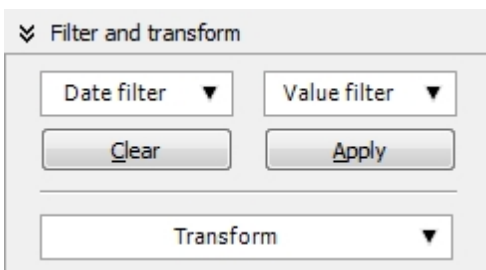 Filter and transform
Date filter Value filter
Clear Apply
Transform